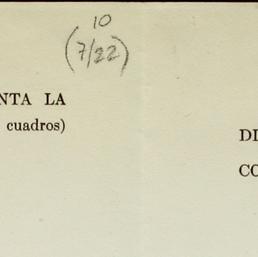 10
(7/22)
NTA LA
cuadros)
DI
CO